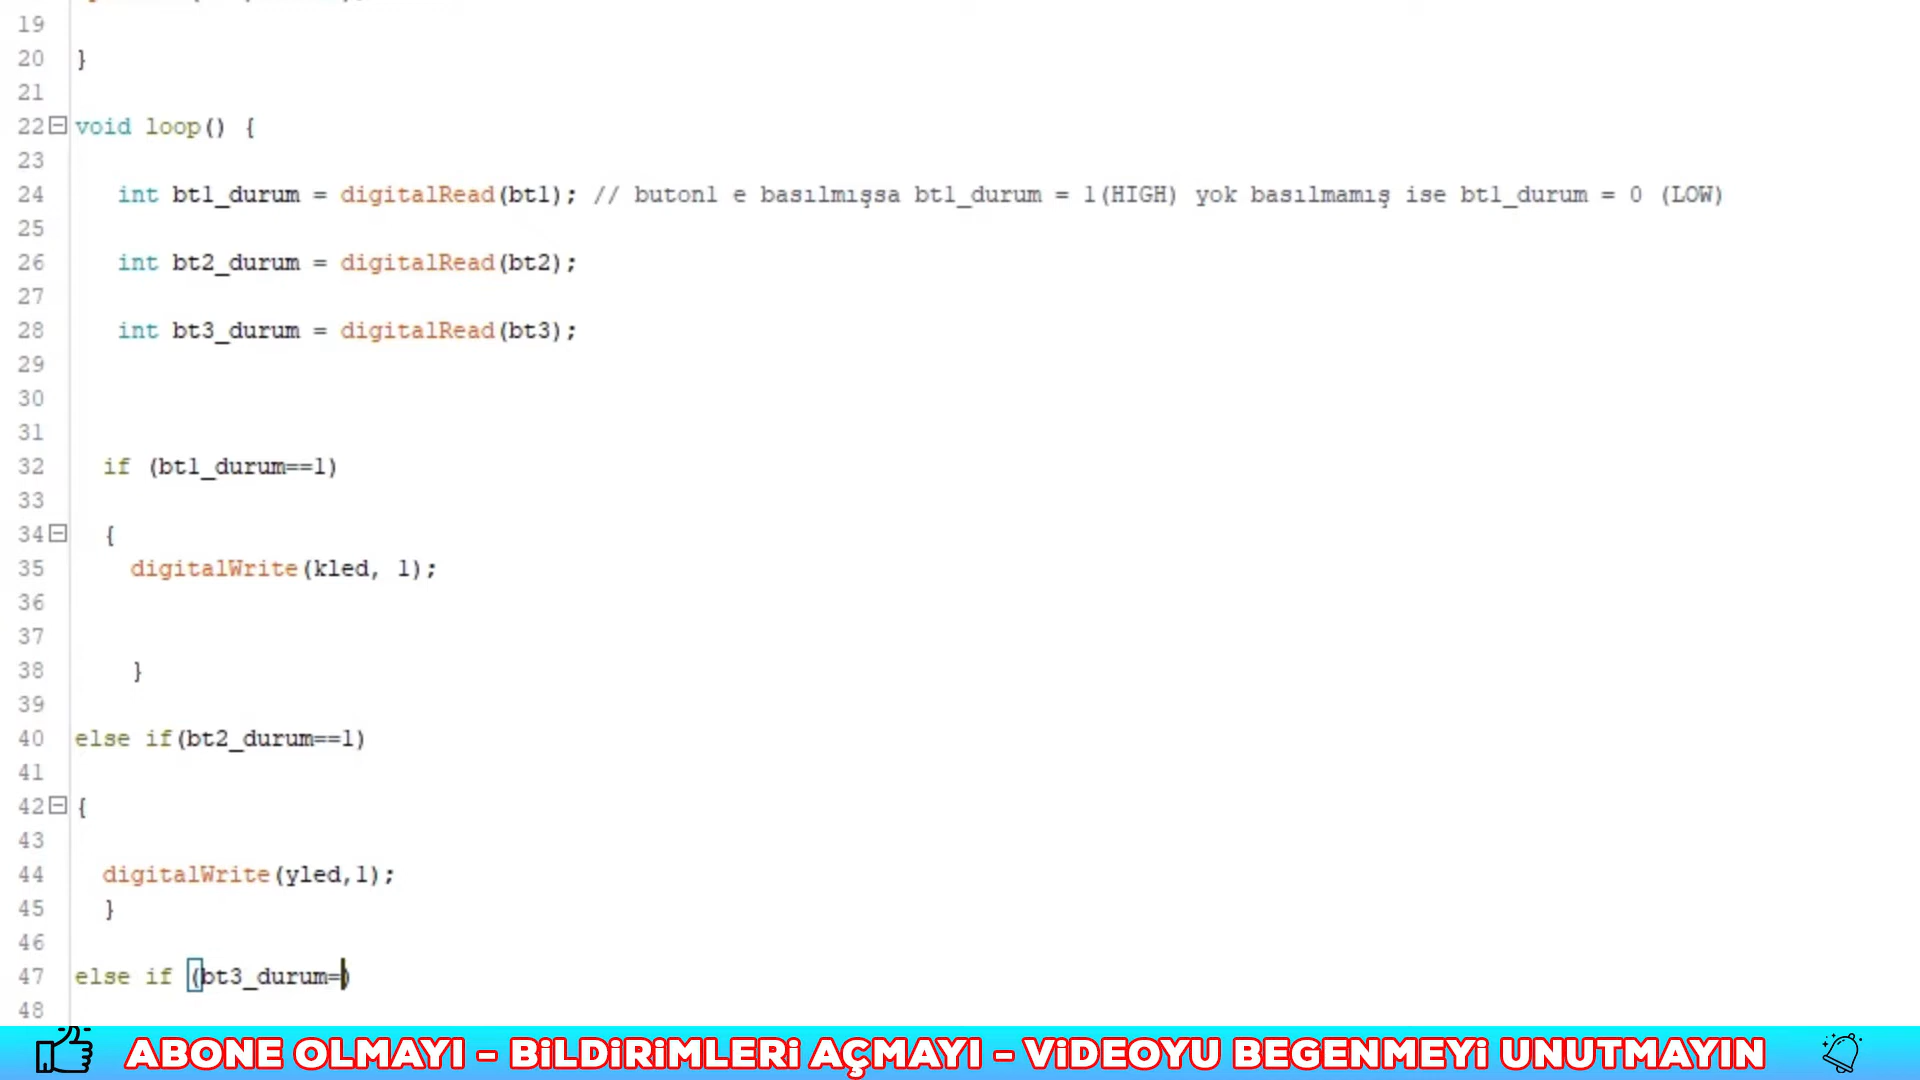 19
20 }
21
22 void loop() {
23
24 int bt1_durum = digitalRead(bt1); // buton1 e basılmışsa bt1_durum = 1(HIGH) yok basılmamış ise bt1_durum = 0 (LOW)
25
26 int bt2_durum = digitalRead(bt2);
27
28 int bt3_durum = digitalRead(bt3);
29
30
31
32 if (bt1_durum==1)
33
34 {
35 digitalWrite(kled, 1);
36
37
38 }
39
40 else if(bt2_durum==1)
41
42 {
43
44 digitalWrite(yled,1);
45 }
46
47 else if (bt3_durum=)
48
ABONE OLMAYI - BiLDiRiMLERi AÇMAYI - ViDEOYU BEGENMEYi UNUTMAYIN